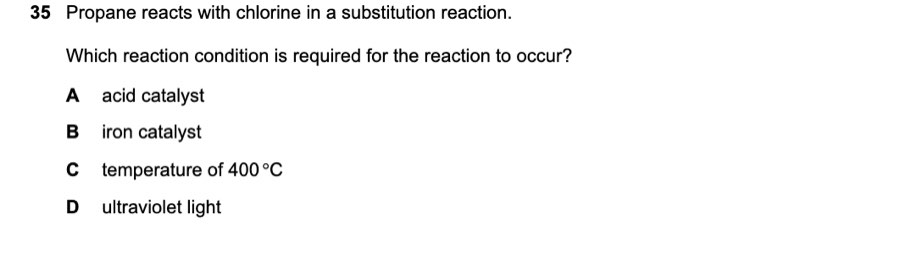 35 Propane reacts with chlorine in a substitution reaction.
Which reaction condition is required for the reaction to occur?
A acid catalyst
B iron catalyst
C temperature of 400 °C
D ultraviolet light